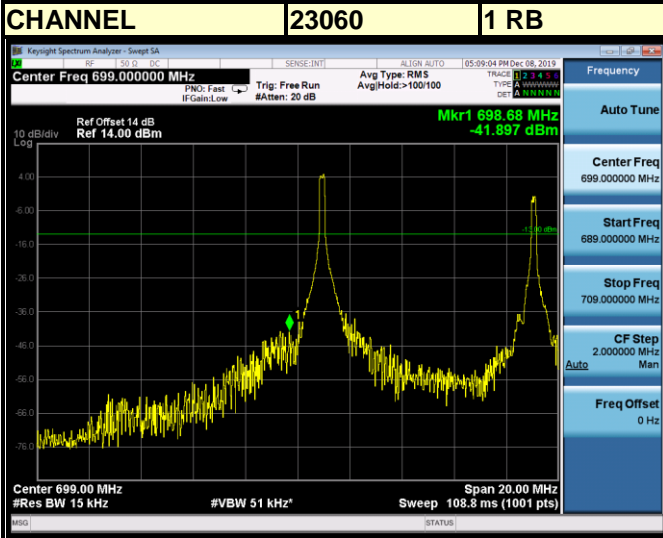 CHANNEL 23060 1 RB
Keysight Spectrum Analyzer - Swept SA
RF 50 Ω DC SENSE:INT ALIGN AUTO 05:09:04 PM Dec 08, 2019
Center Freq 699.000000 MHz Avg Type: RMS TRACE 1 2 3 4 5 6 Frequency
PNO: Fast Trig: Free Run Avg|Hold:>100/100 TYPE A WWWWW
IFGain:Low #Atten: 20 dB DET A N N N N N
Auto Tune
Ref Offset 14 dB Mkr1 698.68 MHz
10 dB/div Ref 14.00 dBm -41.897 dBm
Log
Center Freq
699.000000 MHz
4.00
-6.00
Start Freq
689.000000 MHz
-13.00 dBm
-16.0
-26.0
Stop Freq
709.000000 MHz
-36.0
1
CF Step
2.000000 MHz
Auto Man
-46.0
-56.0
Freq Offset
0 Hz
-66.0
-76.0
Center 699.00 MHz Span 20.00 MHz
#Res BW 15 kHz #VBW 51 kHz* Sweep 108.8 ms (1001 pts)
MSG STATUS